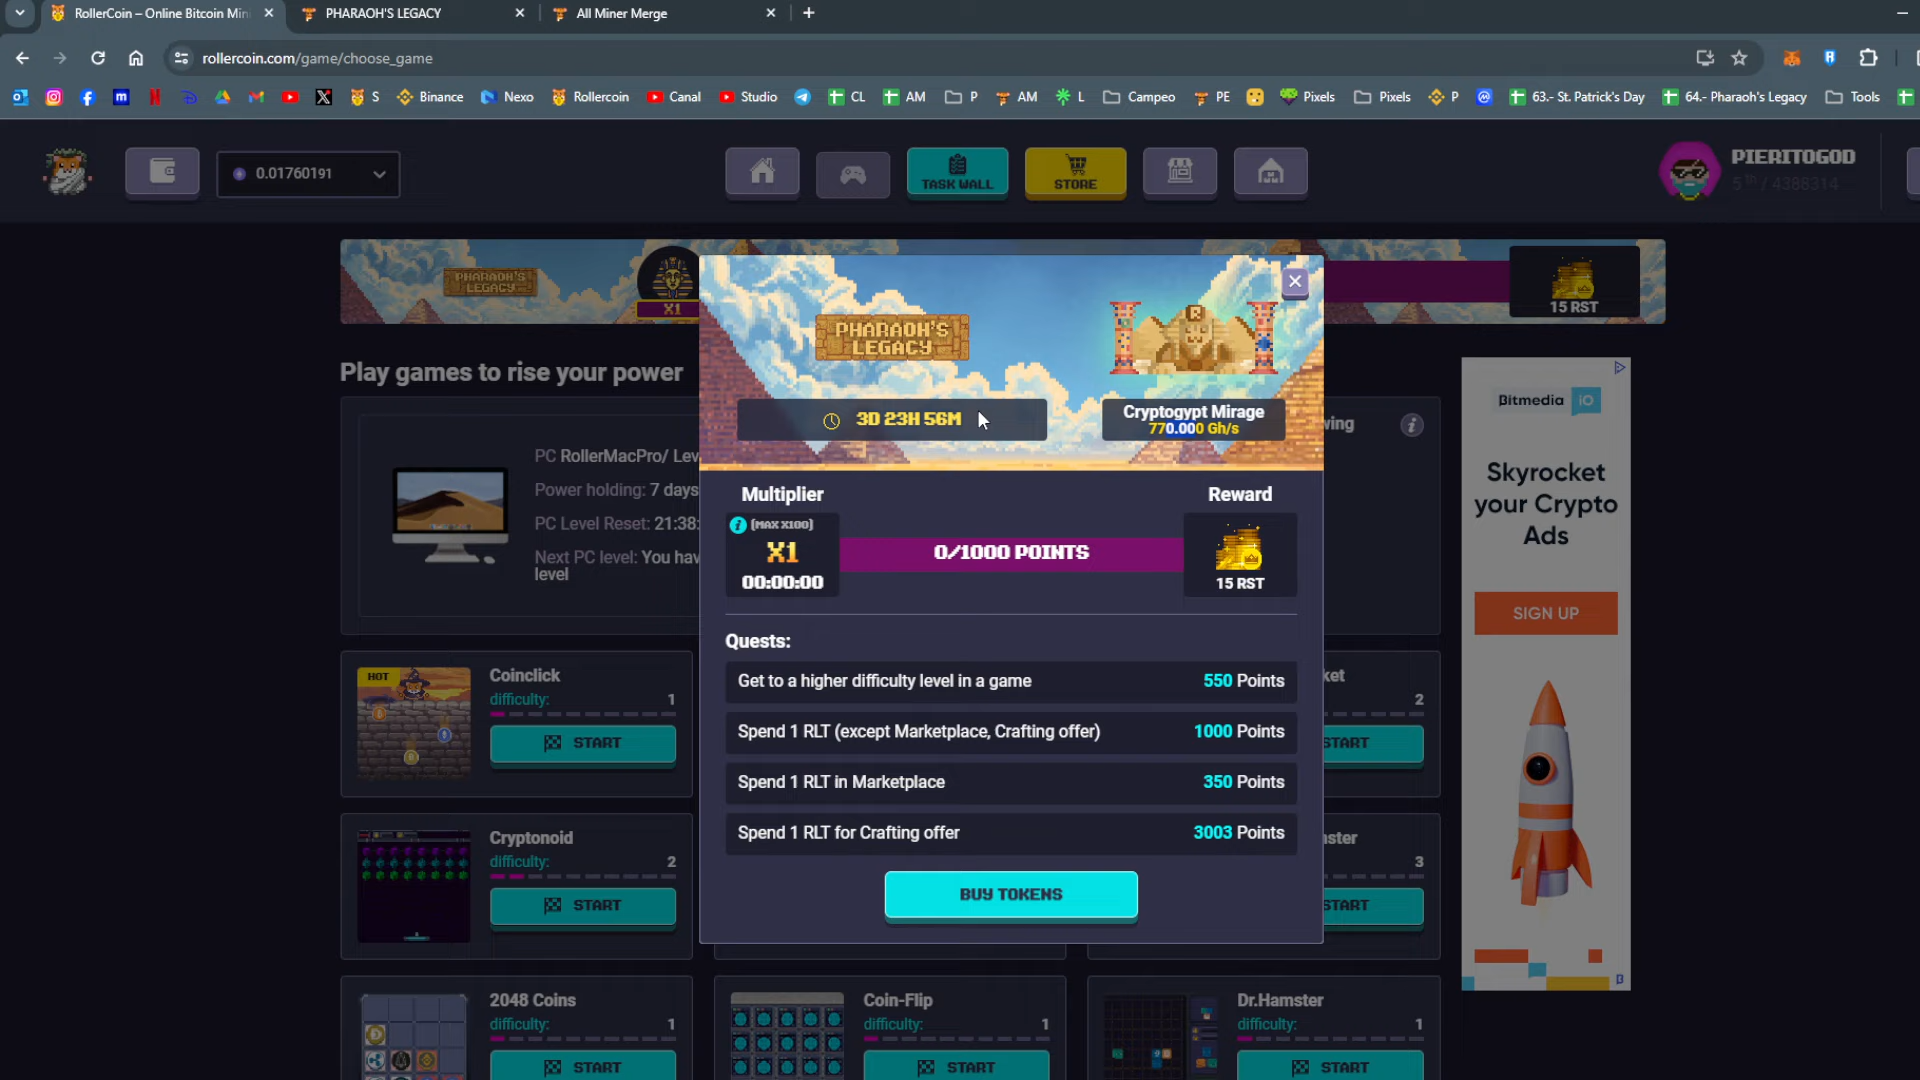 RollerCoin – Online Bitcoin Min
PHARAOH'S LEGACY
All Miner Merge
rollercoin.com/game/choose_game
S
Binance
Nexo
Rollercoin
Canal
Studio
CL
AM
P
AM
L
Campeo
PE
Pixels
Pixels
P
63.- St. Patrick's Day
64.- Pharaoh's Legacy
Tools
0.01760191
TASK WALL
STORE
PIERITOGOD
5th / 4388314
PHARAOH'S LEGACY
X1
15 RST
Play games to rise your power
PC RollerMacPro/ Lev
Power holding: 7 days
PC Level Reset: 21:38:
Next PC level: You hav
level
PHARAOH'S
LEGACY
3D 23H 56M
Cryptogypt Mirage
770.000 Gh/s
wing
Multiplier
Reward
(MAX X100)
X1
00:00:00
0/1000 POINTS
15 RST
Quests:
Get to a higher difficulty level in a game 550 Points
Spend 1 RLT (except Marketplace, Crafting offer) 1000 Points
Spend 1 RLT in Marketplace 350 Points
Spend 1 RLT for Crafting offer 3003 Points
BUY TOKENS
HOT
Coinclick
difficulty: 1
START
ket
2
START
Cryptonoid
difficulty: 2
START
ster
3
START
2048 Coins
difficulty: 1
START
Coin-Flip
difficulty: 1
START
Dr.Hamster
difficulty: 1
START
Bitmedia IO
Skyrocket
your Crypto
Ads
SIGN UP